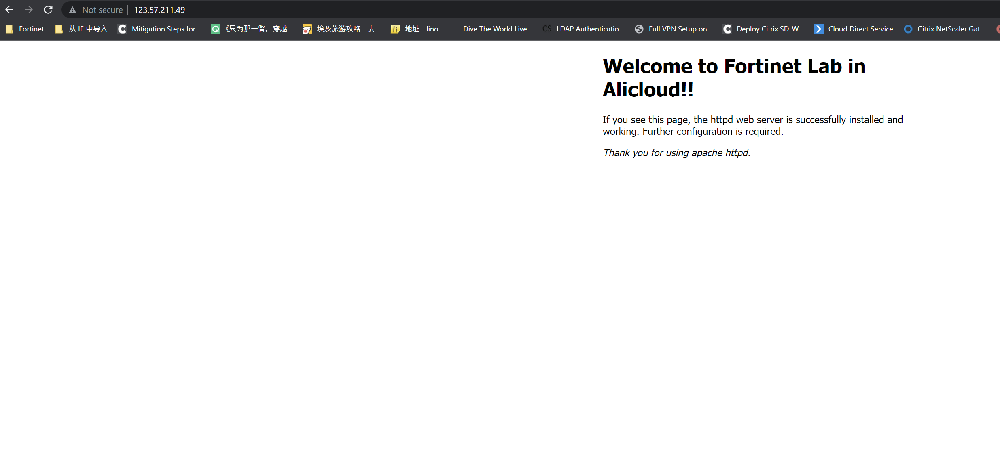 Not secure | 123.57.211.49
Fortinet 从 IE 中导入 Mitigation Steps for... 《只为那一瞥，穿越... 埃及旅游攻略 - 去... 地址 - lino Dive The World Live... CS LDAP Authenticatio... Full VPN Setup on... Deploy Citrix SD-W... Cloud Direct Service Citrix NetScaler Gat...
Welcome to Fortinet Lab in
Alicloud!!
If you see this page, the httpd web server is successfully installed and
working. Further configuration is required.
Thank you for using apache httpd.